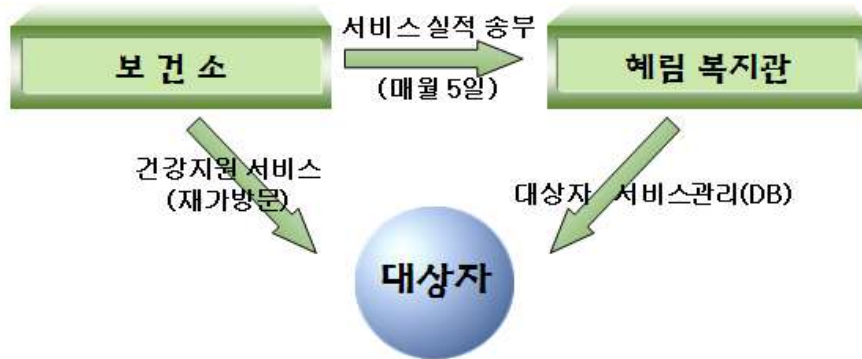 서비스 실적 송부
보 건 소
혜림 복지관
(매월 5일)
건강지원 서비스
(재가방문)
대상자 서비스관리(DB)
대상자